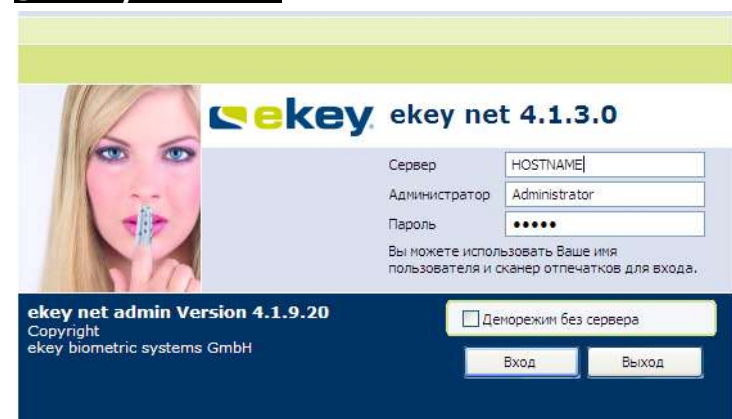 ekey ekey net 4.1.3.0
Сервер HOSTNAME
Администратор Administrator
Пароль •••••
Вы можете использовать Ваше имя
пользователя и сканер отпечатков для входа.
ekey net admin Version 4.1.9.20
Copyright
ekey biometric systems GmbH
Деморежим без сервера
Вход Выход